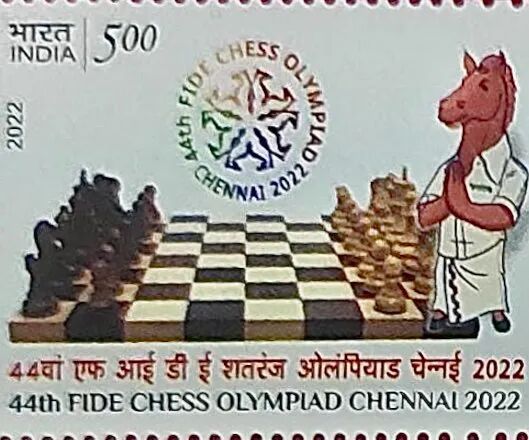 भारत
INDIA
500
2022
44th FIDE CHESS OLYMPIAD
CHENNAI 2022
44वां एफ आई डी ई शतरंज ओलंपियाड चेन्नई 2022
44th FIDE CHESS OLYMPIAD CHENNAI 2022